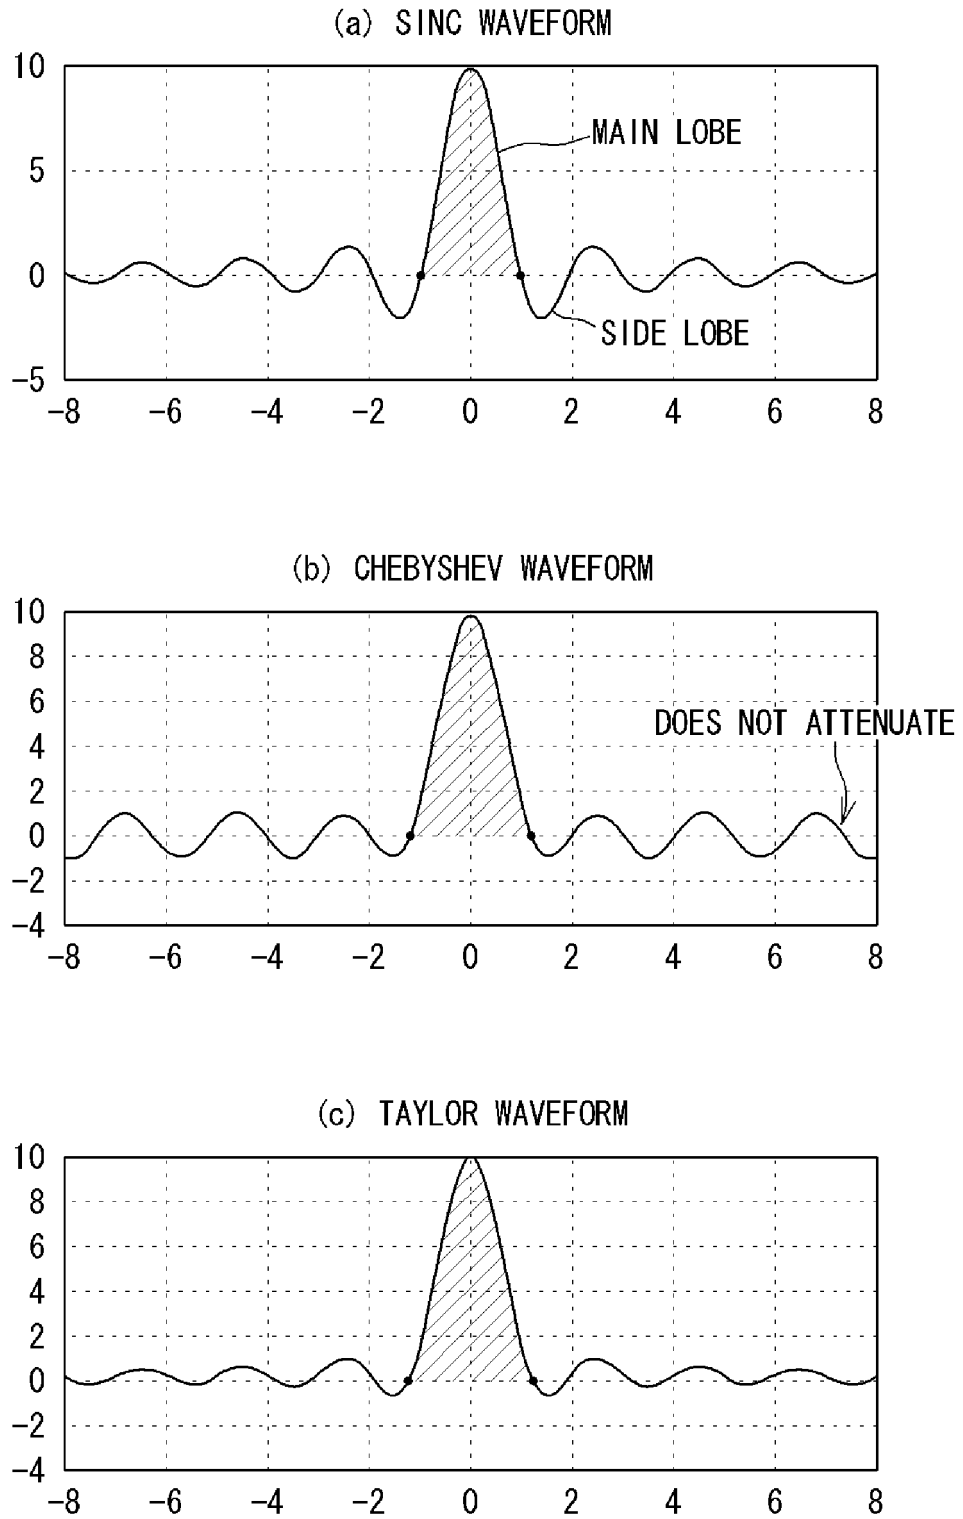 (a) SINC WAVEFORM
10
MAIN LOBE
5
0
SIDE LOBE
-5
-8 -6 -4 -2 0 2 4 6 8
(b) CHEBYSHEV WAVEFORM
10
8
6
DOES NOT ATTENUATE
4
2
0
-2
-4
-8 -6 -4 -2 0 2 4 6 8
(c) TAYLOR WAVEFORM
10
8
6
4
2
0
-2
-4
-8 -6 -4 -2 0 2 4 6 8